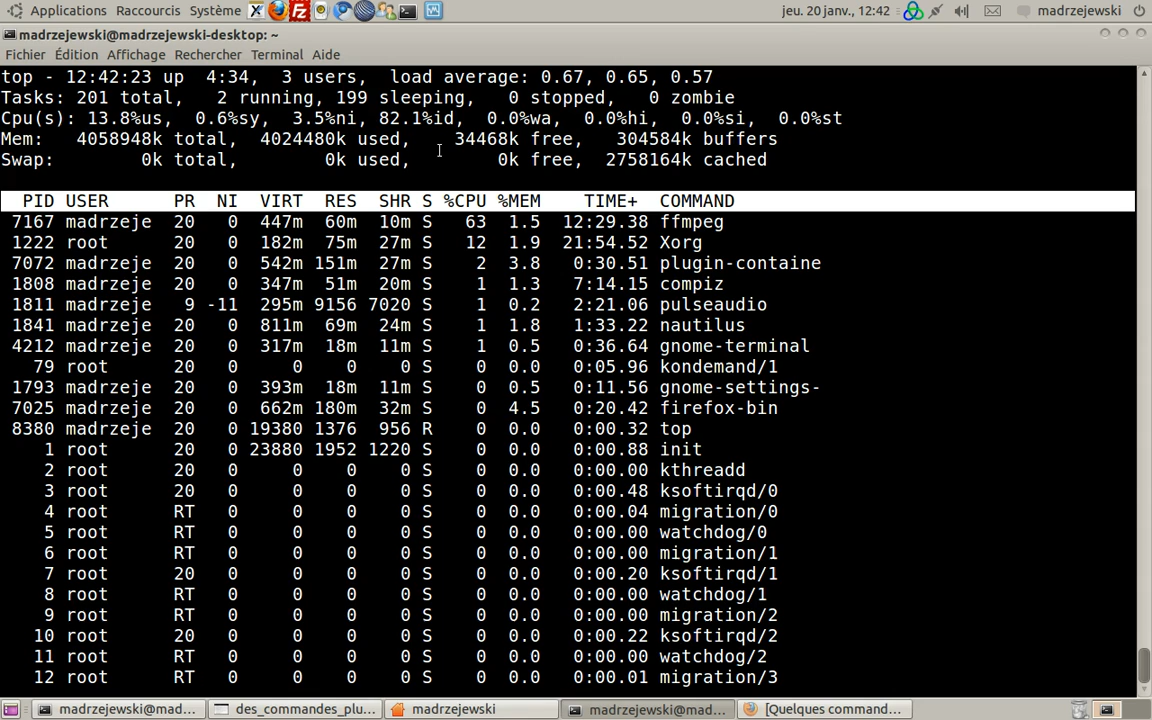 Applications Raccourcis Système jeu. 20 janv., 12:42 madrzejewski
madrzejewski@madrzejewski-desktop: ~
Fichier Édition Affichage Rechercher Terminal Aide
top - 12:42:23 up  4:34,  3 users,  load average: 0.67, 0.65, 0.57
Tasks: 201 total,   2 running, 199 sleeping,   0 stopped,   0 zombie
Cpu(s): 13.8%us,  0.6%sy,  3.5%ni, 82.1%id,  0.0%wa,  0.0%hi,  0.0%si,  0.0%st
Mem:   4058948k total,  4024480k used,    34468k free,   304584k buffers
Swap:        0k total,        0k used,        0k free,  2758164k cached
PID USER PR NI VIRT RES SHR S %CPU %MEM TIME+ COMMAND
7167 madrzeje 20 0 447m 60m 10m S 63 1.5 12:29.38 ffmpeg
1222 root 20 0 182m 75m 27m S 12 1.9 21:54.52 Xorg
7072 madrzeje 20 0 542m 151m 27m S 2 3.8 0:30.51 plugin-containe
1808 madrzeje 20 0 347m 51m 20m S 1 1.3 7:14.15 compiz
1811 madrzeje 9 -11 295m 9156 7020 S 1 0.2 2:21.06 pulseaudio
1841 madrzeje 20 0 811m 69m 24m S 1 1.8 1:33.22 nautilus
4212 madrzeje 20 0 317m 18m 11m S 1 0.5 0:36.64 gnome-terminal
79 root 20 0 0 0 0 S 0 0.0 0:05.96 kondemand/1
1793 madrzeje 20 0 393m 18m 11m S 0 0.5 0:11.56 gnome-settings-
7025 madrzeje 20 0 662m 180m 32m S 0 4.5 0:20.42 firefox-bin
8380 madrzeje 20 0 19380 1376 956 R 0 0.0 0:00.32 top
1 root 20 0 23880 1952 1220 S 0 0.0 0:00.88 init
2 root 20 0 0 0 0 S 0 0.0 0:00.00 kthreadd
3 root 20 0 0 0 0 S 0 0.0 0:00.48 ksoftirqd/0
4 root RT 0 0 0 0 S 0 0.0 0:00.04 migration/0
5 root RT 0 0 0 0 S 0 0.0 0:00.00 watchdog/0
6 root RT 0 0 0 0 S 0 0.0 0:00.00 migration/1
7 root 20 0 0 0 0 S 0 0.0 0:00.20 ksoftirqd/1
8 root RT 0 0 0 0 S 0 0.0 0:00.00 watchdog/1
9 root RT 0 0 0 0 S 0 0.0 0:00.00 migration/2
10 root 20 0 0 0 0 S 0 0.0 0:00.22 ksoftirqd/2
11 root RT 0 0 0 0 S 0 0.0 0:00.00 watchdog/2
12 root RT 0 0 0 0 S 0 0.0 0:00.01 migration/3
madrzejewski@mad... des_commandes_plu... madrzejewski madrzejewski@mad... [Quelques command...